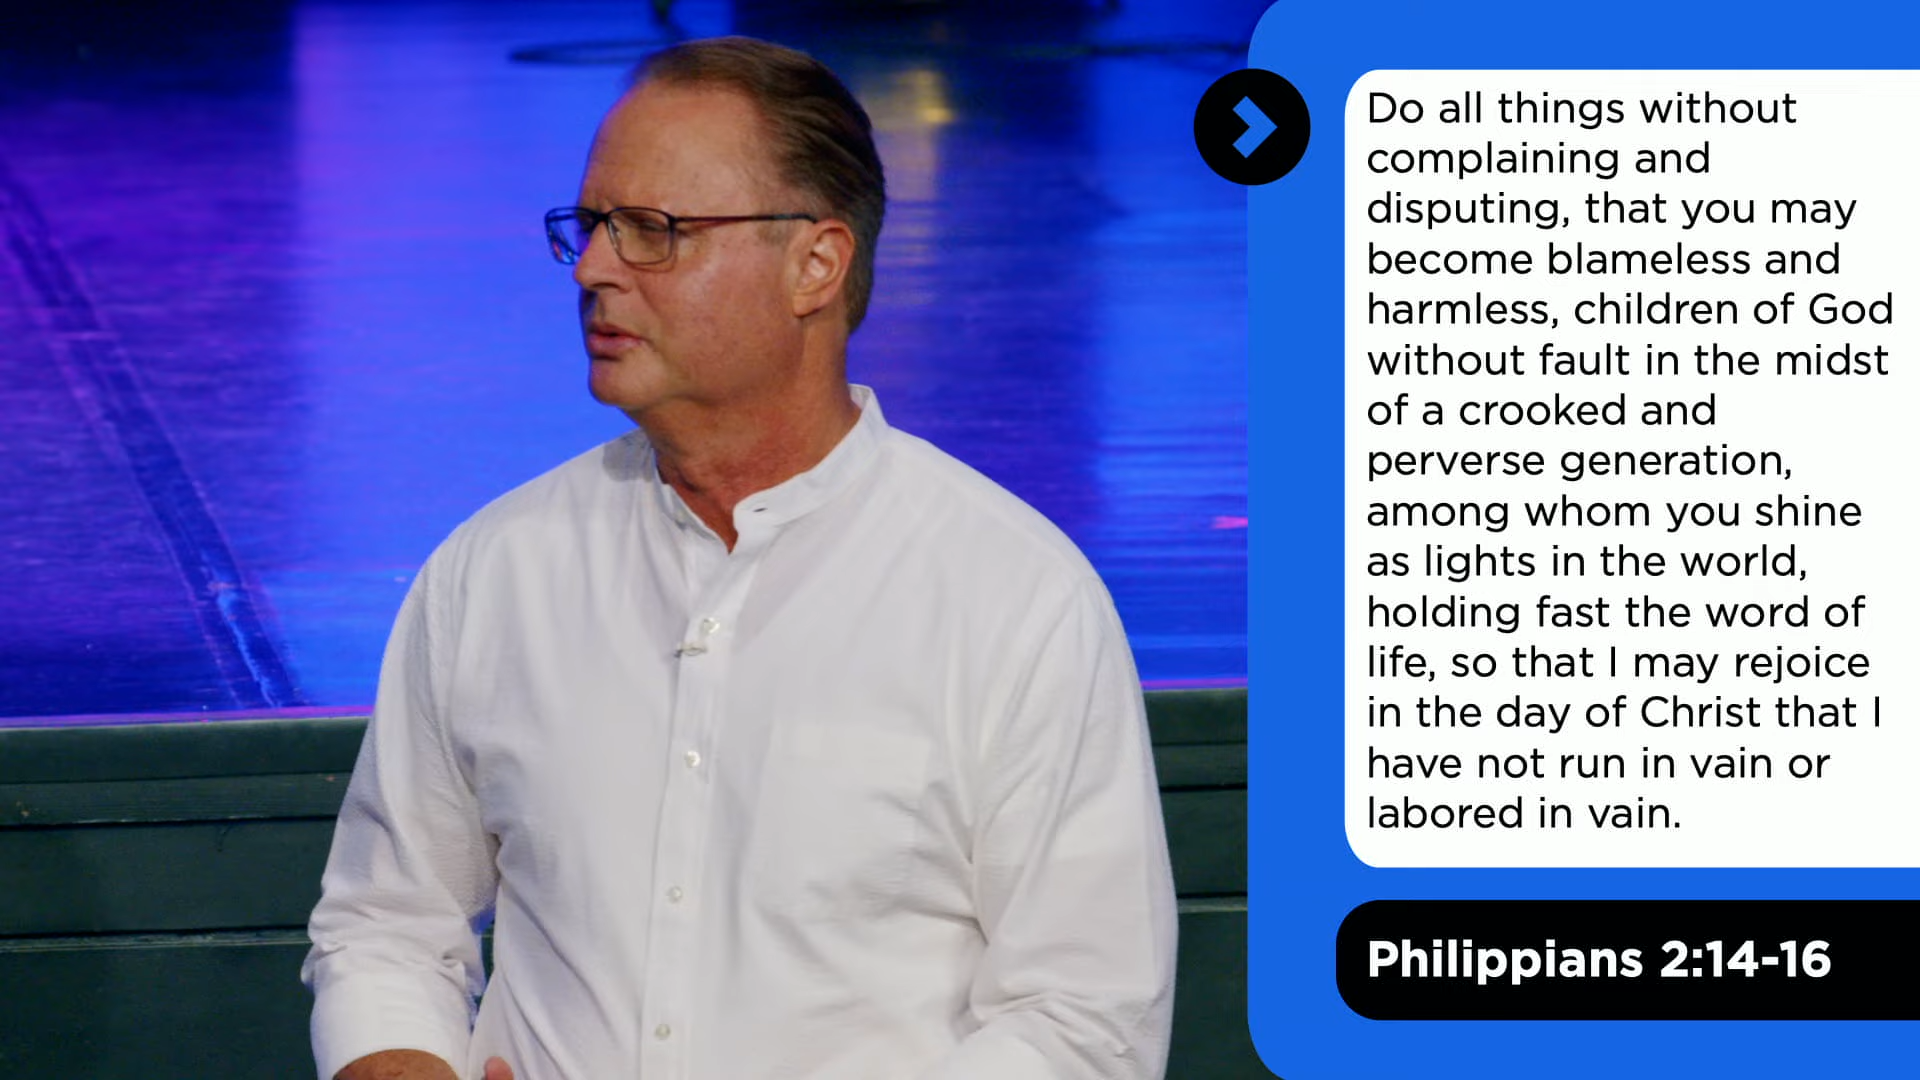 Do all things without
complaining and
disputing, that you may
become blameless and
harmless, children of God
without fault in the midst
of a crooked and
perverse generation,
among whom you shine
as lights in the world,
holding fast the word of
life, so that I may rejoice
in the day of Christ that I
have not run in vain or
labored in vain.
Philippians 2:14-16